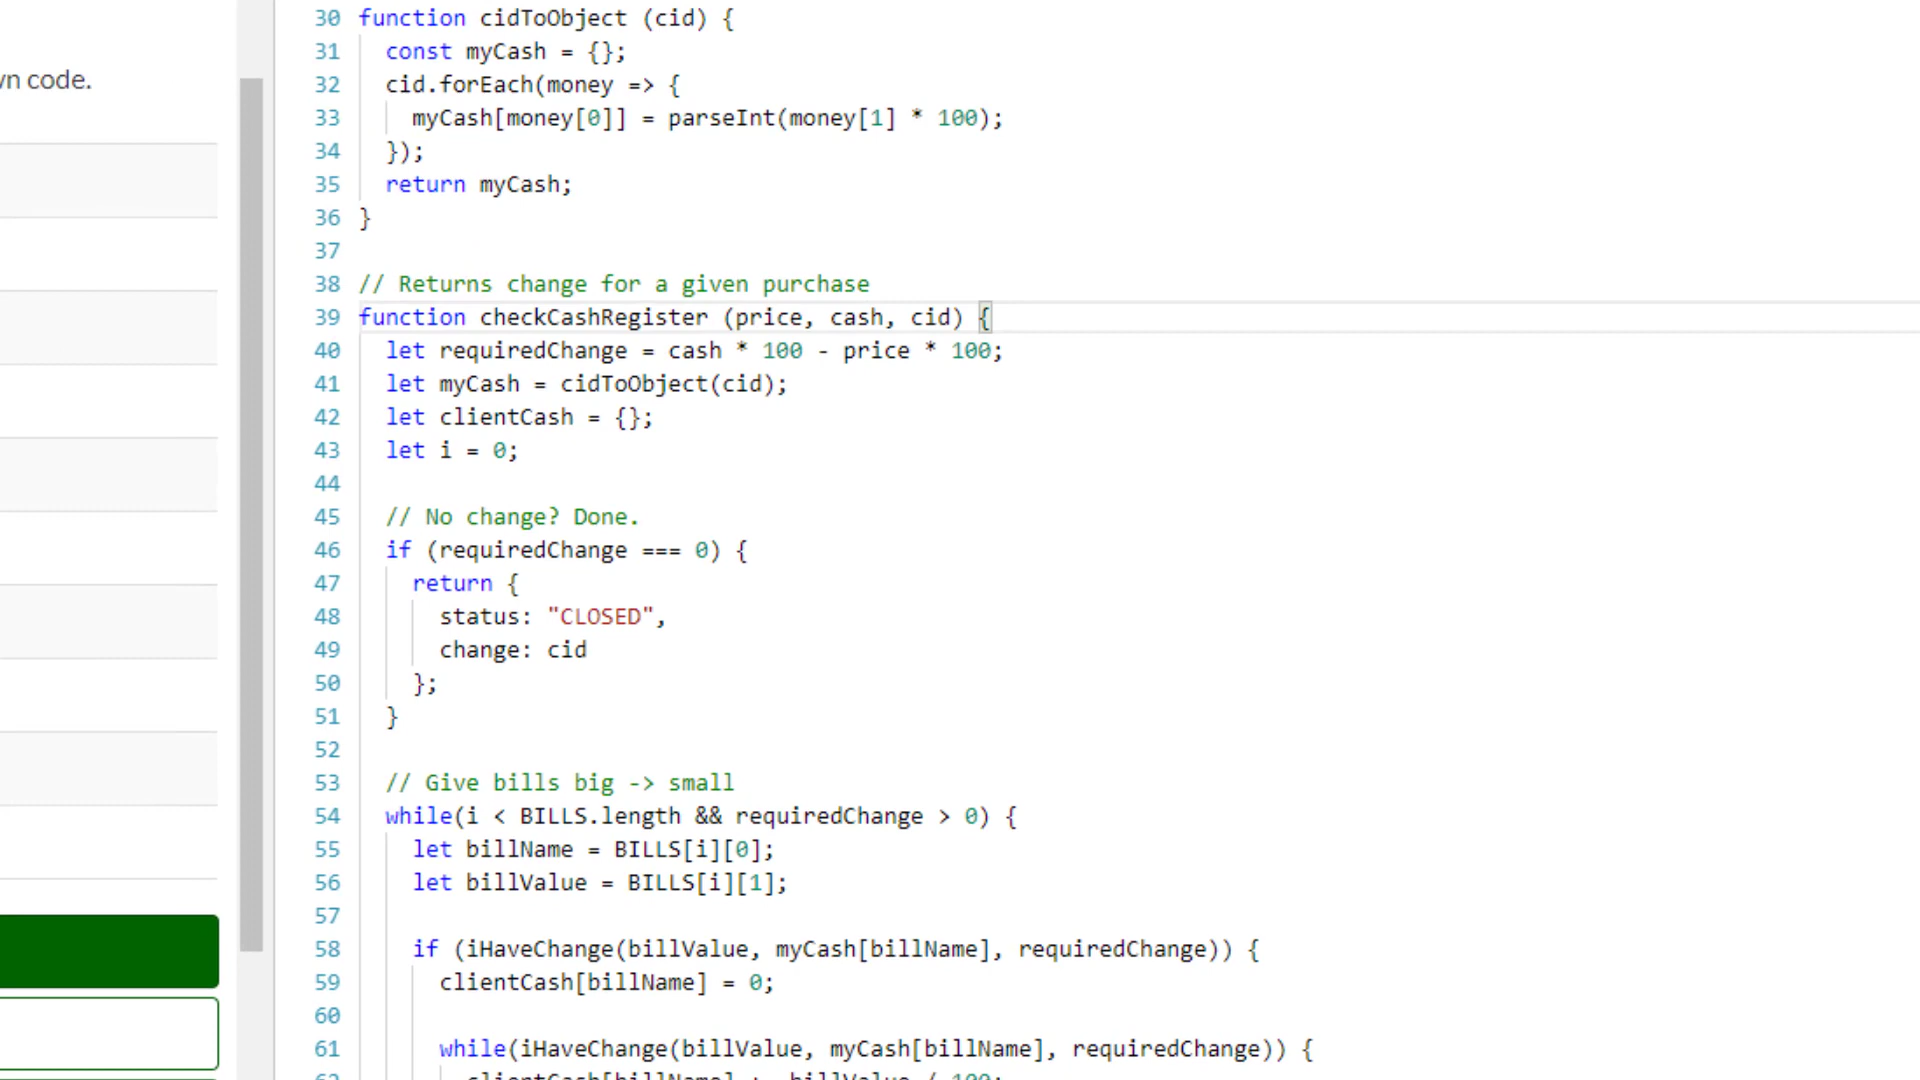 vn code.
30 function cidToObject (cid) {
31 const myCash = {};
32 cid.forEach(money => {
33 myCash[money[0]] = parseInt(money[1] * 100);
34 });
35 return myCash;
36 }
37
38 // Returns change for a given purchase
39 function checkCashRegister (price, cash, cid) {
40 let requiredChange = cash * 100 - price * 100;
41 let myCash = cidToObject(cid);
42 let clientCash = {};
43 let i = 0;
44
45 // No change? Done.
46 if (requiredChange === 0) {
47 return {
48 status: "CLOSED",
49 change: cid
50 };
51 }
52
53 // Give bills big -> small
54 while(i < BILLS.length && requiredChange > 0) {
55 let billName = BILLS[i][0];
56 let billValue = BILLS[i][1];
57
58 if (iHaveChange(billValue, myCash[billName], requiredChange)) {
59 clientCash[billName] = 0;
60
61 while(iHaveChange(billValue, myCash[billName], requiredChange)) {